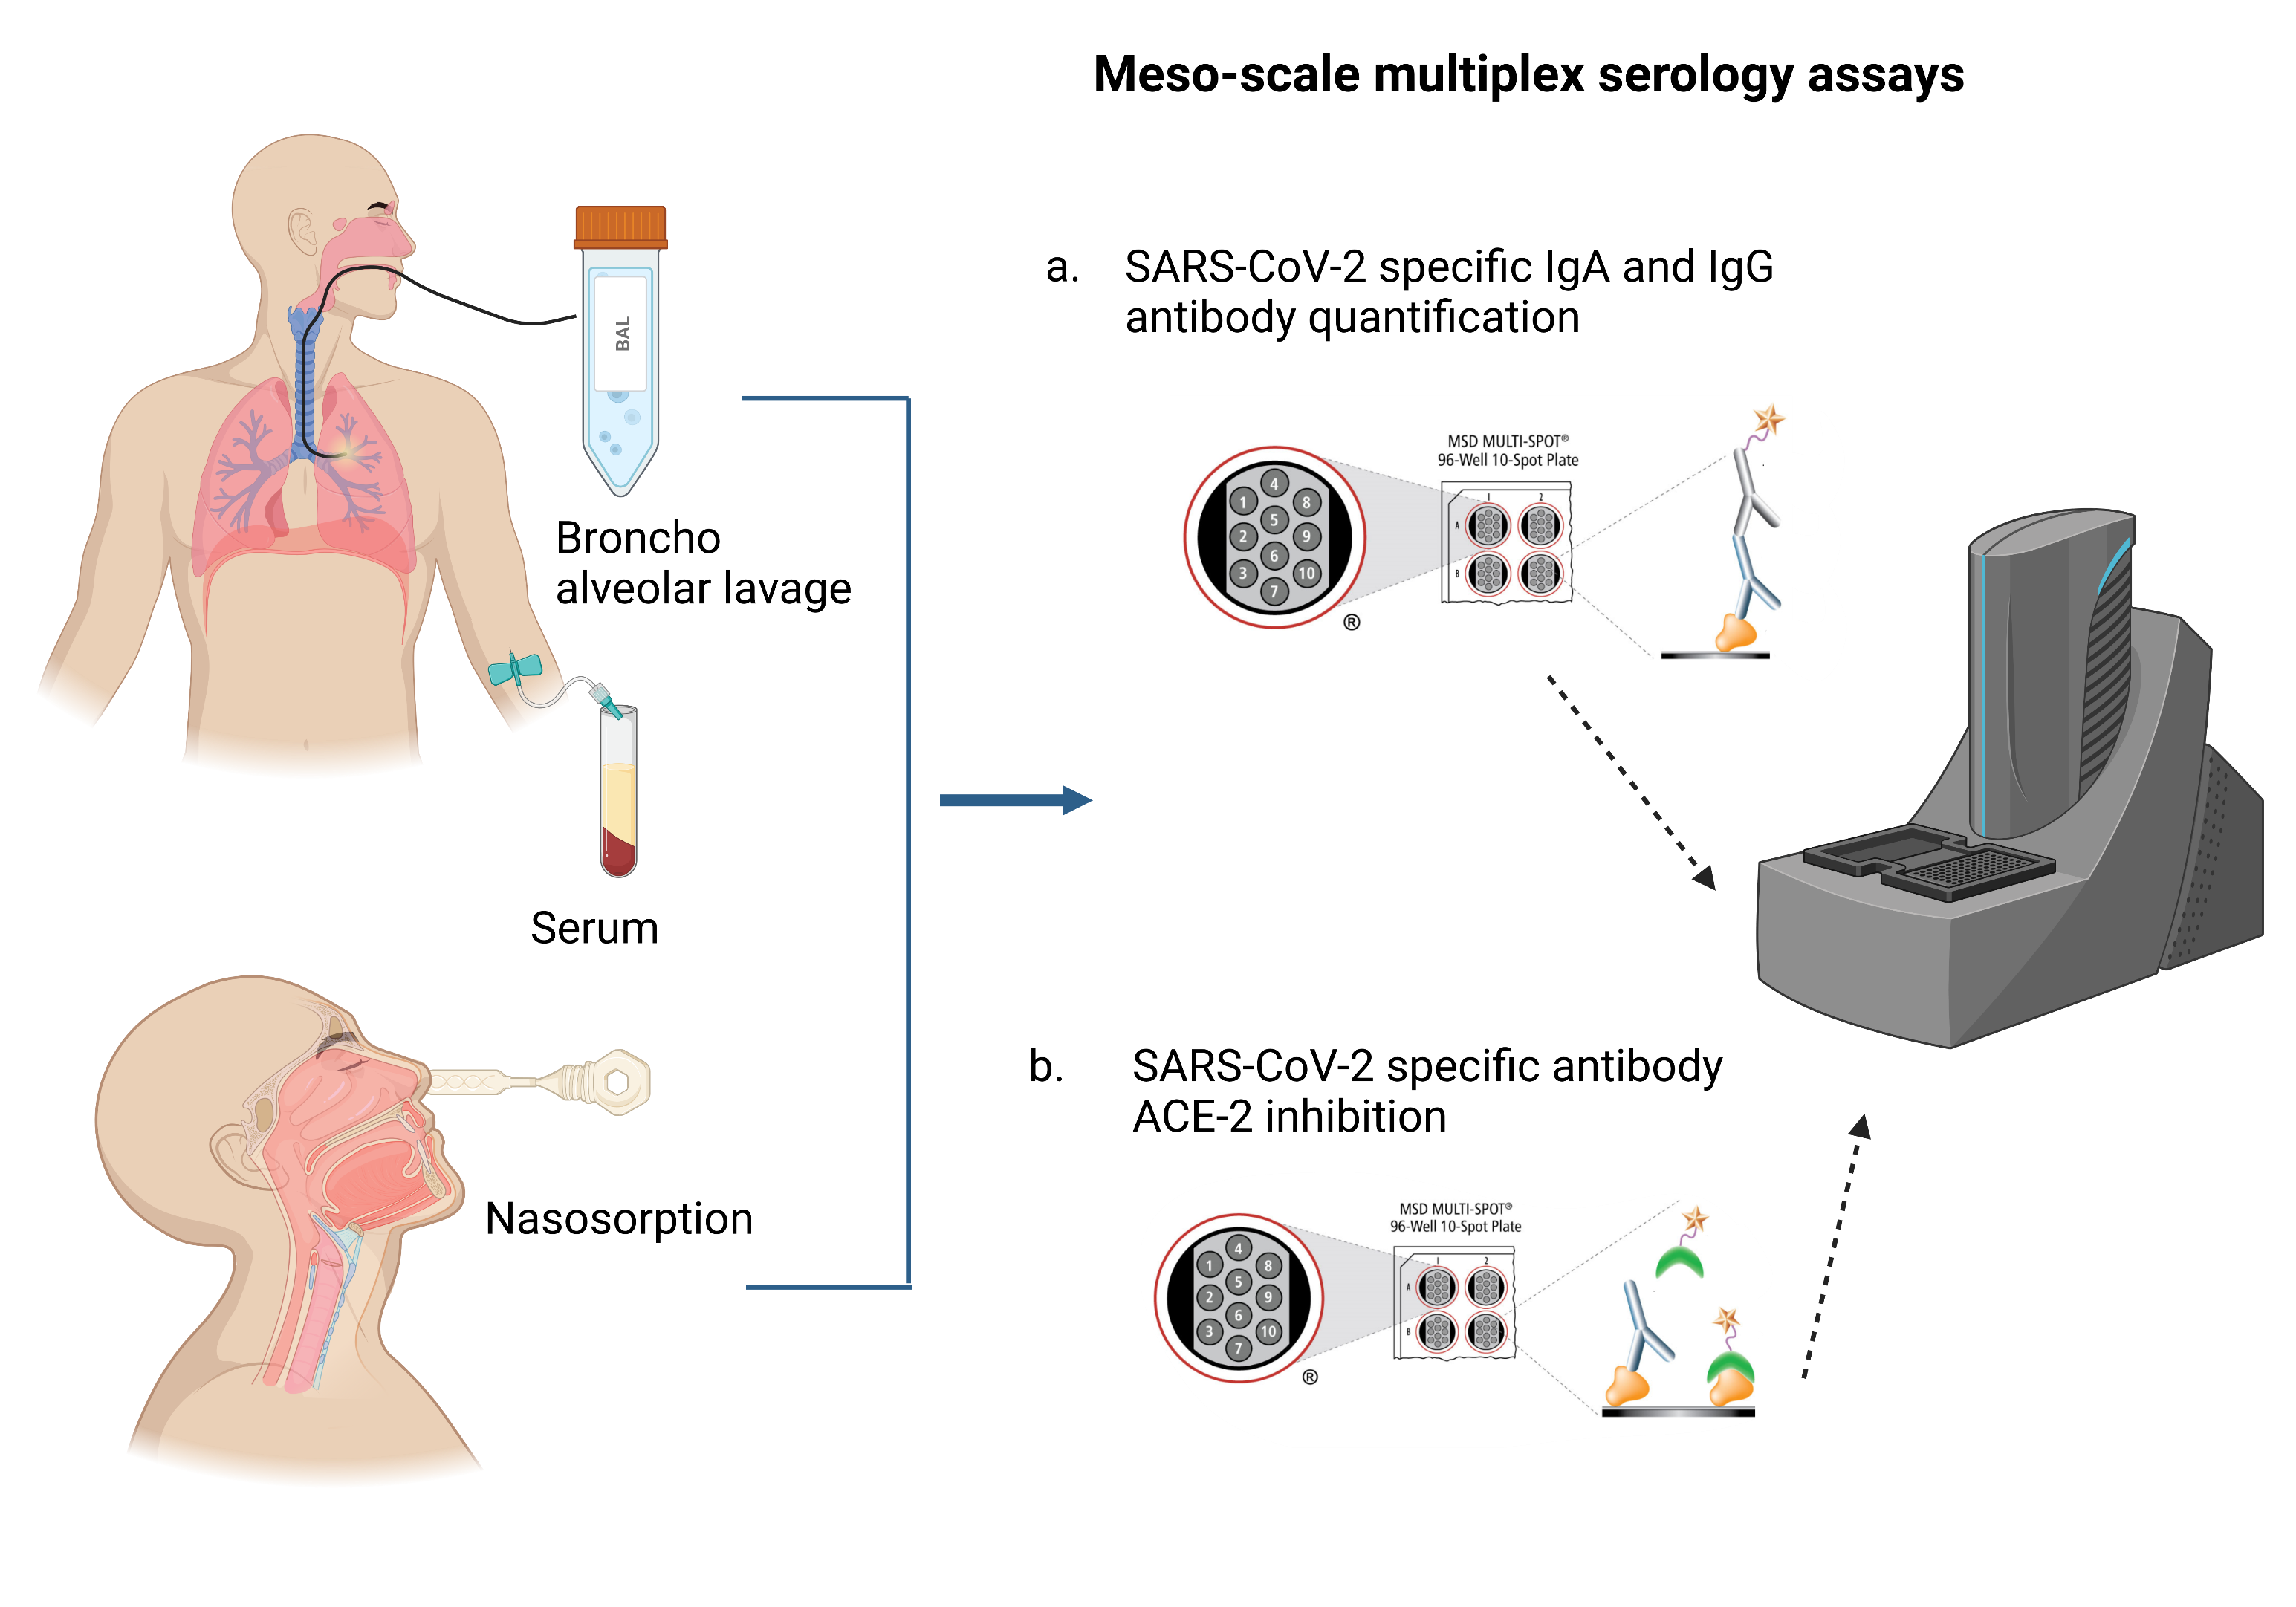 Meso-scale multiplex serology assays
BAL
Broncho
alveolar lavage
Serum
Nasosorption
a. SARS-CoV-2 specific IgA and IgG
antibody quantification
MSD MULTI-SPOT®
96-Well 10-Spot Plate
1 2
A
B
4
1 8
5
2 9
6
3 10
7
®
b. SARS-CoV-2 specific antibody
ACE-2 inhibition
MSD MULTI-SPOT®
96-Well 10-Spot Plate
1 2
A
B
4
1 8
5
2 9
6
3 10
7
®